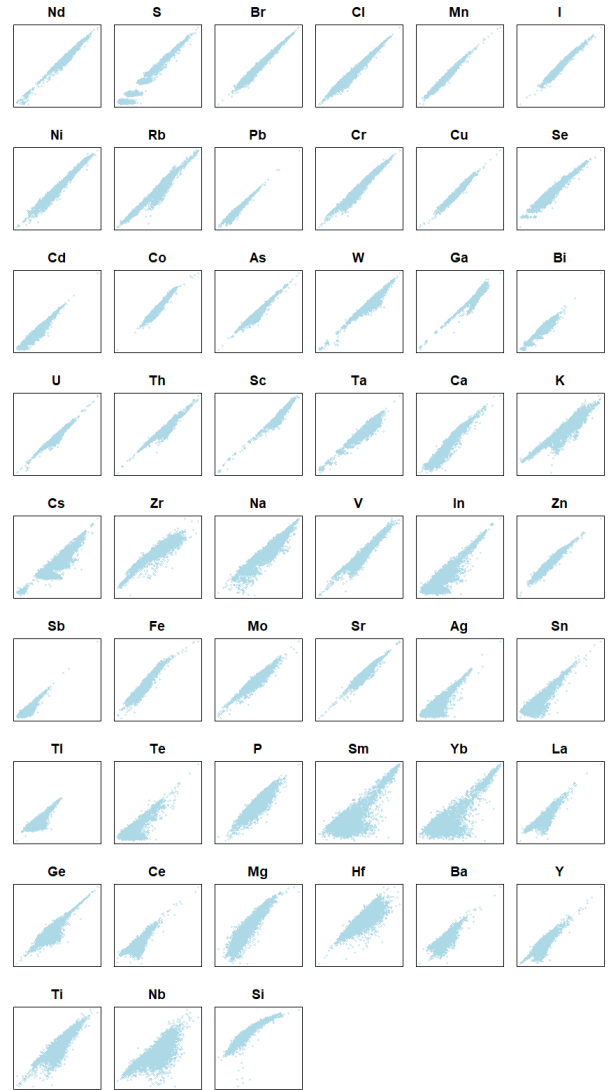 Nd S Br Cl Mn I
Ni Rb Pb Cr Cu Se
Cd Co As W Ga Bi
U Th Sc Ta Ca K
Cs Zr Na V In Zn
Sb Fe Mo Sr Ag Sn
Tl Te P Sm Yb La
Ge Ce Mg Hf Ba Y
Ti Nb Si